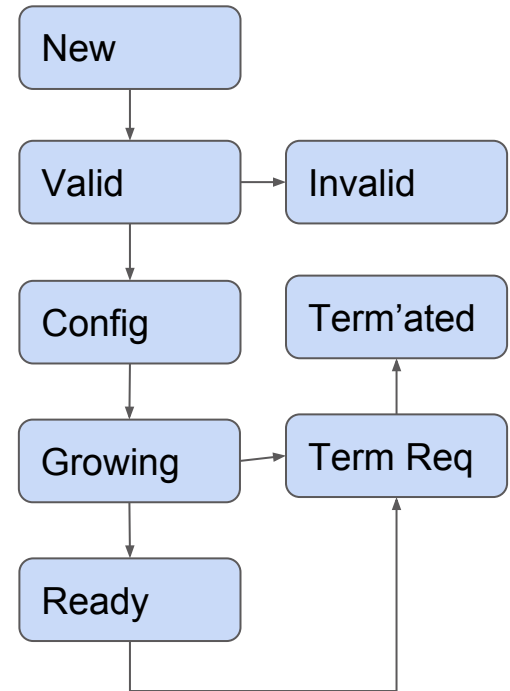 New
Valid
Invalid
Config
Term’ated
Growing
Term Req
Ready